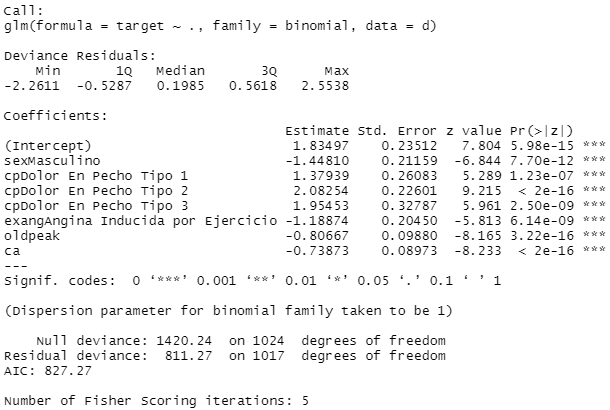 Call:
glm(formula = target ~ ., family = binomial, data = d)
Deviance Residuals:
Min 1Q Median 3Q Max
-2.2611 -0.5287 0.1985 0.5618 2.5538
Coefficients:
Estimate Std. Error z value Pr(>|z|)
(Intercept) 1.83497 0.23512 7.804 5.98e-15 ***
sexMasculino -1.44810 0.21159 -6.844 7.70e-12 ***
cpDolor En Pecho Tipo 1 1.37939 0.26083 5.289 1.23e-07 ***
cpDolor En Pecho Tipo 2 2.08254 0.22601 9.215 < 2e-16 ***
cpDolor En Pecho Tipo 3 1.95453 0.32787 5.961 2.50e-09 ***
exangAngina Inducida por Ejercicio -1.18874 0.20450 -5.813 6.14e-09 ***
oldpeak -0.80667 0.09880 -8.165 3.22e-16 ***
ca -0.73873 0.08973 -8.233 < 2e-16 ***
---
Signif. codes: 0 ‘***’ 0.001 ‘**’ 0.01 ‘*’ 0.05 ‘.’ 0.1 ‘ ’ 1
(Dispersion parameter for binomial family taken to be 1)
Null deviance: 1420.24 on 1024 degrees of freedom
Residual deviance: 811.27 on 1017 degrees of freedom
AIC: 827.27
Number of Fisher Scoring iterations: 5